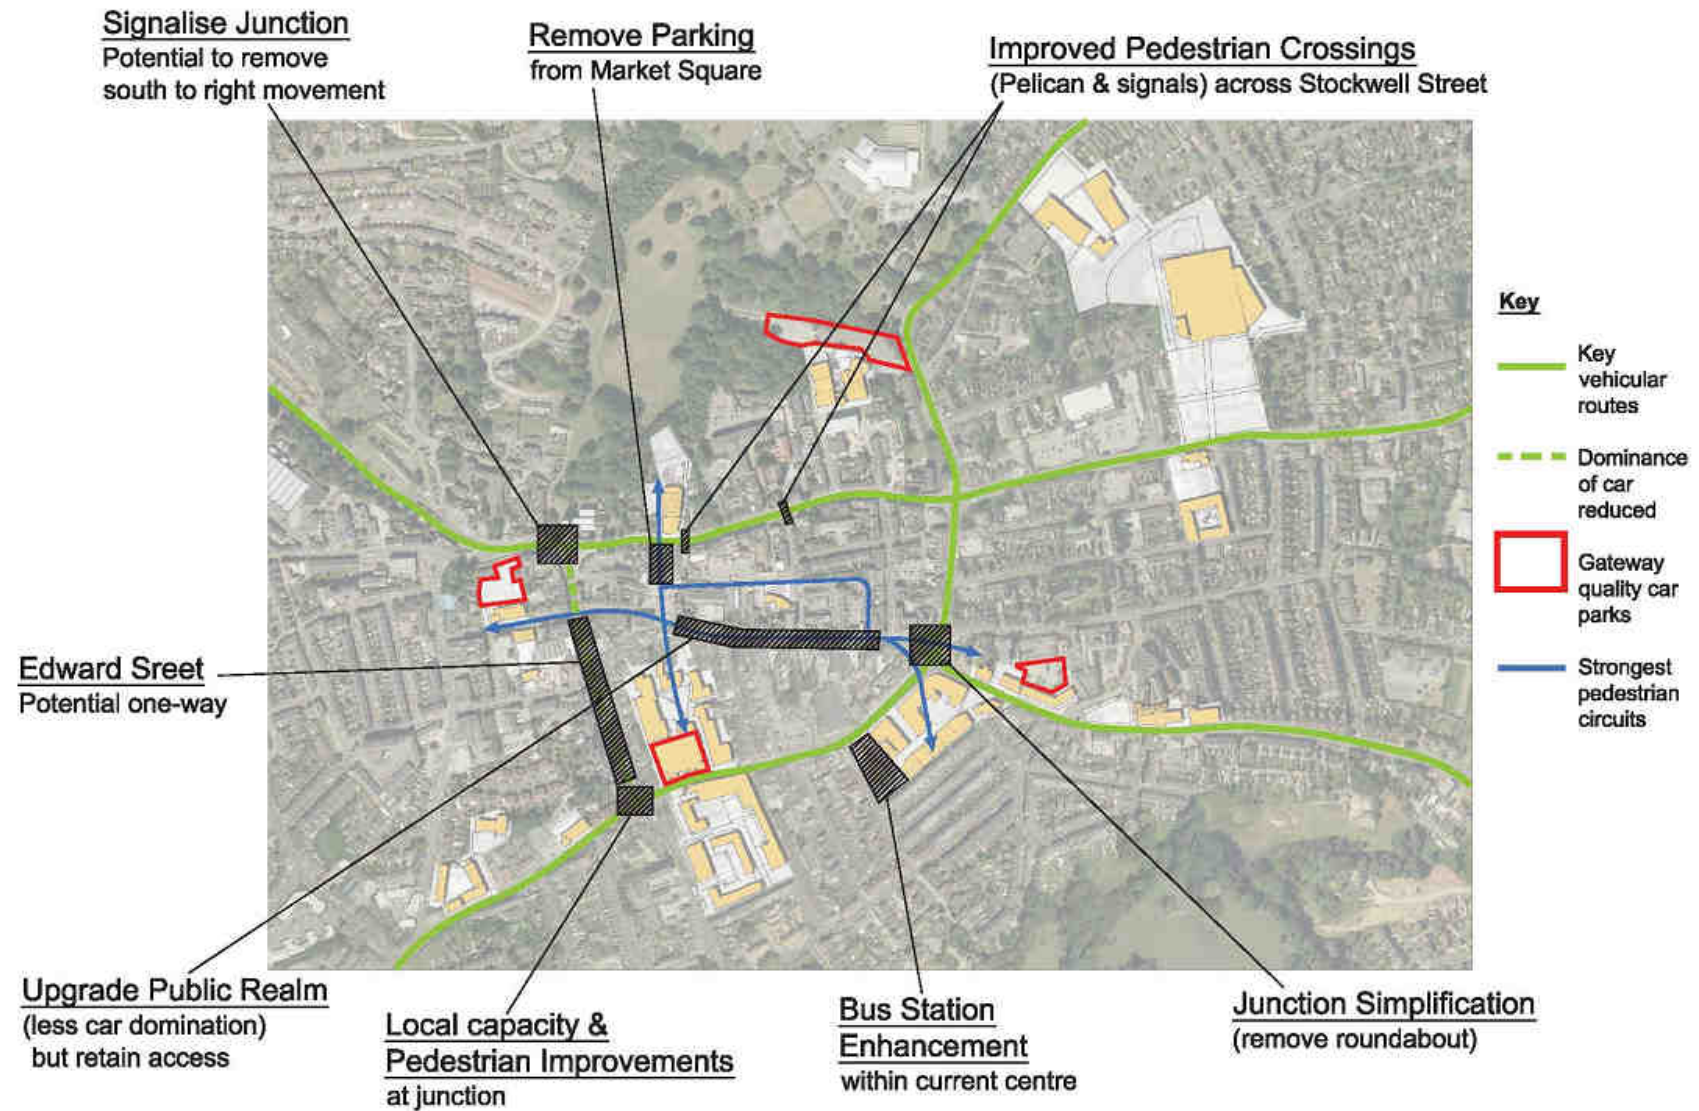 Signalise Junction
Potential to remove
south to right movement
Remove Parking
from Market Square
Improved Pedestrian Crossings
(Pelican & signals) across Stockwell Street
Key
Key
vehicular
routes
Dominance
of car
reduced
Gateway
quality car
parks
Strongest
pedestrian
circuits
Edward Sreet
Potential one-way
Upgrade Public Realm
(less car domination)
but retain access
Local capacity &
Pedestrian Improvements
at junction
Bus Station
Enhancement
within current centre
Junction Simplification
(remove roundabout)